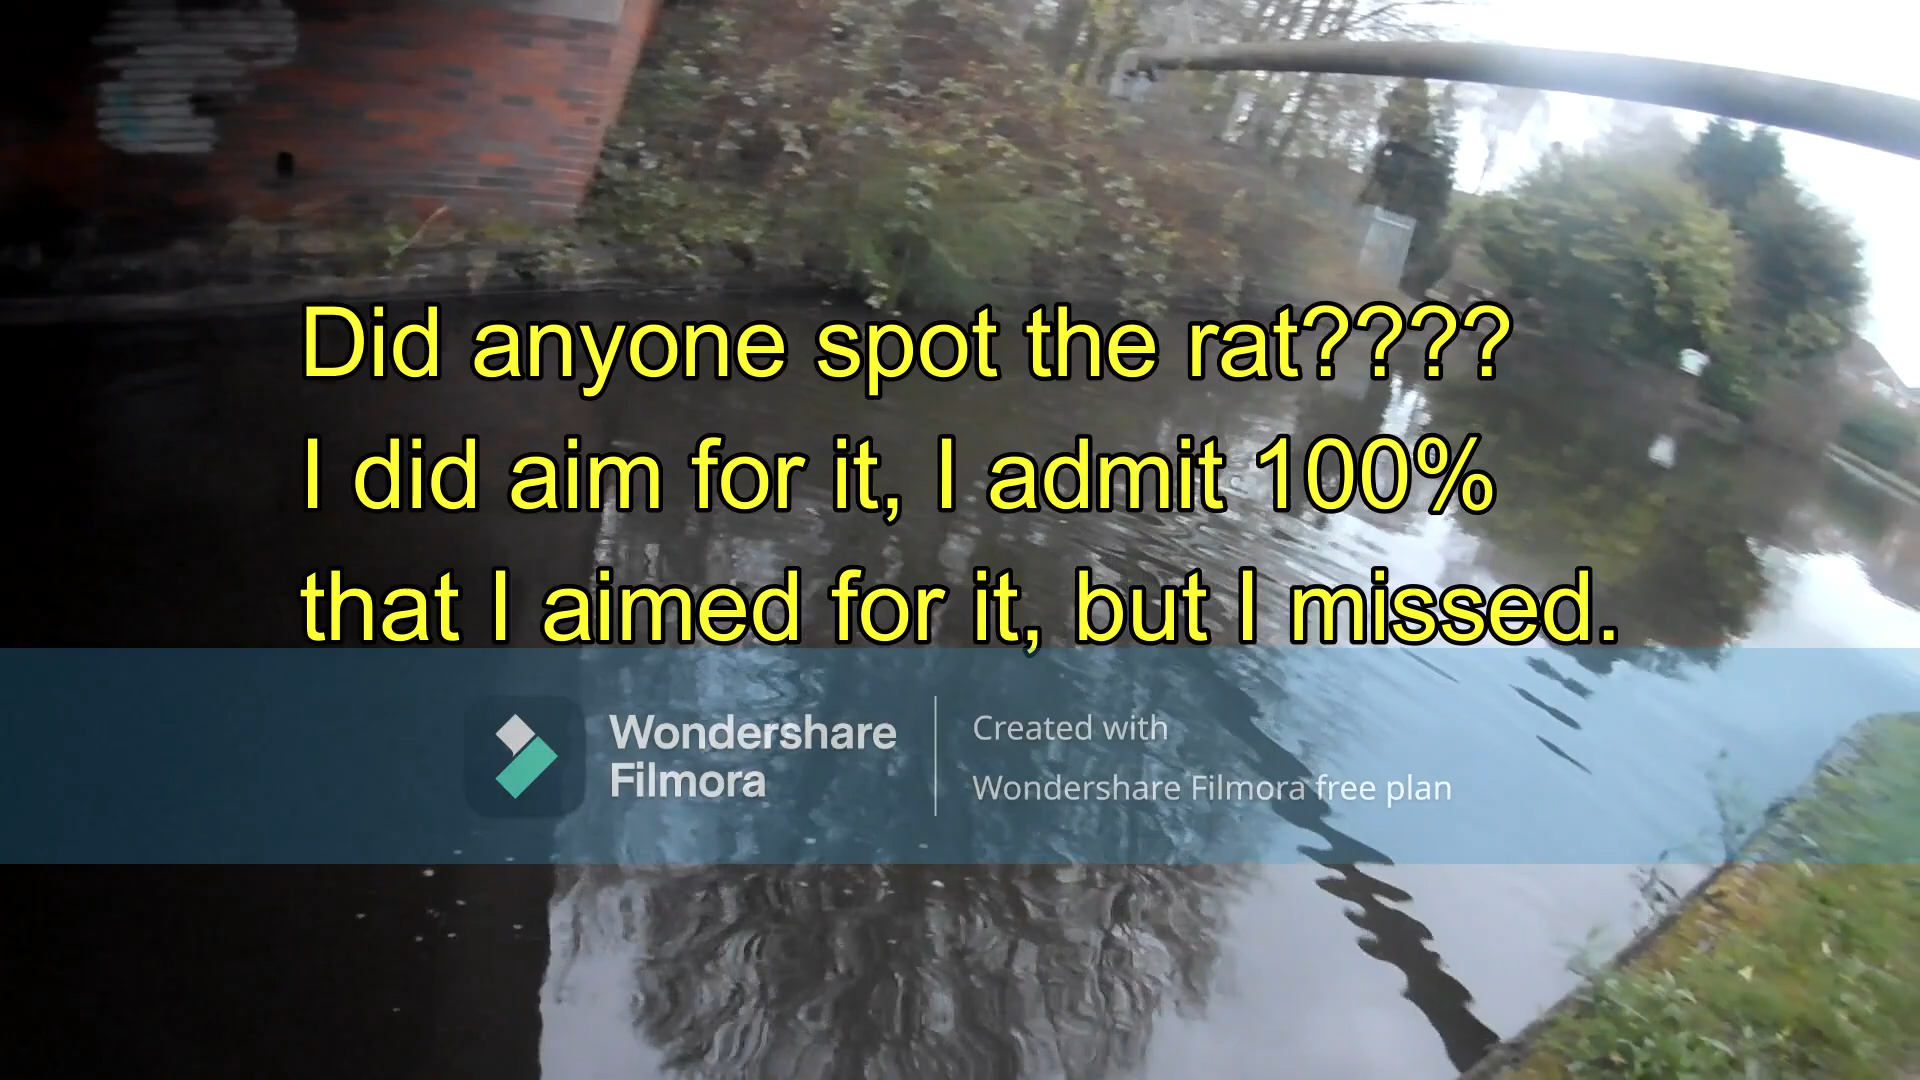 Did anyone spot the rat????
I did aim for it, I admit 100%
that I aimed for it, but I missed.
Wondershare
Filmora
Created with
Wondershare Filmora free plan